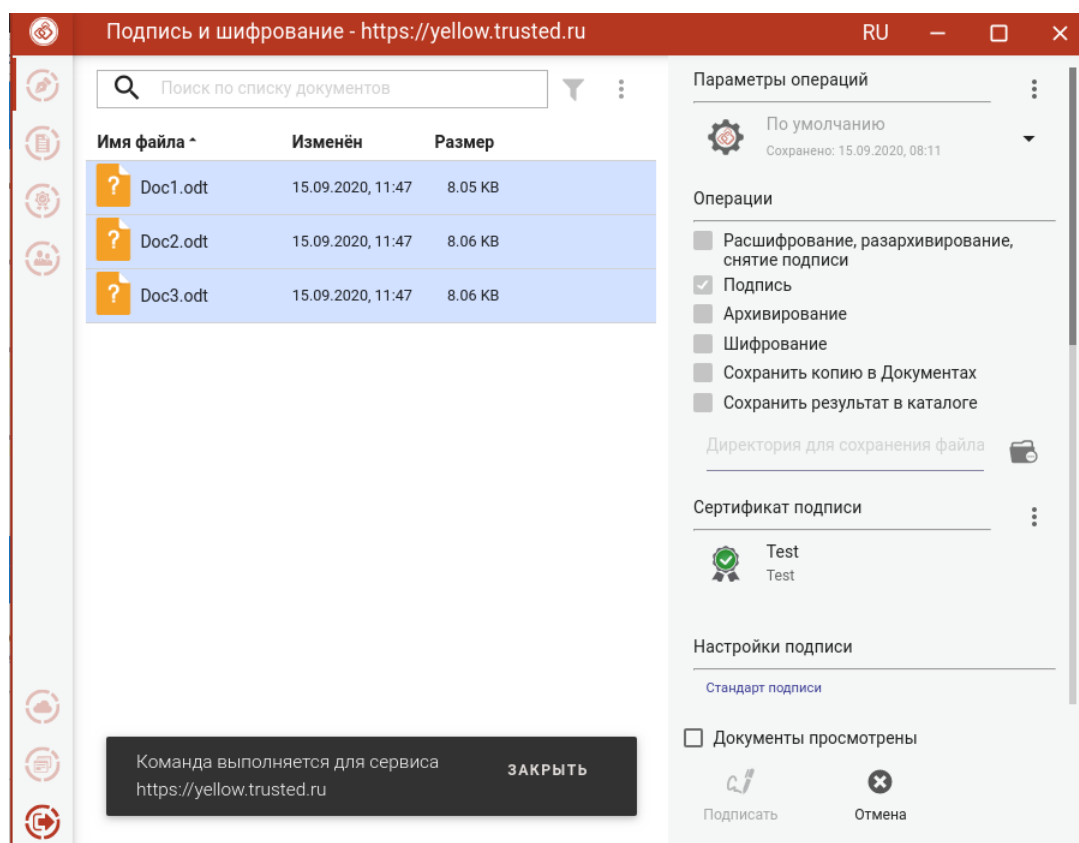 Подпись и шифрование - https://yellow.trusted.ru
RU
Поиск по списку документов
Имя файла Изменён Размер
? Doc1.odt 15.09.2020, 11:47 8.05 KB
? Doc2.odt 15.09.2020, 11:47 8.06 KB
? Doc3.odt 15.09.2020, 11:47 8.06 KB
Команда выполняется для сервиса
https://yellow.trusted.ru
ЗАКРЫТЬ
Параметры операций
По умолчанию
Сохранено: 15.09.2020, 08:11
Операции
Расшифрование, разархивирование,
снятие подписи
Подпись
Архивирование
Шифрование
Сохранить копию в Документах
Сохранить результат в каталоге
Директория для сохранения файла
Сертификат подписи
Test
Test
Настройки подписи
Стандарт подписи
Документы просмотрены
Подписать Отмена